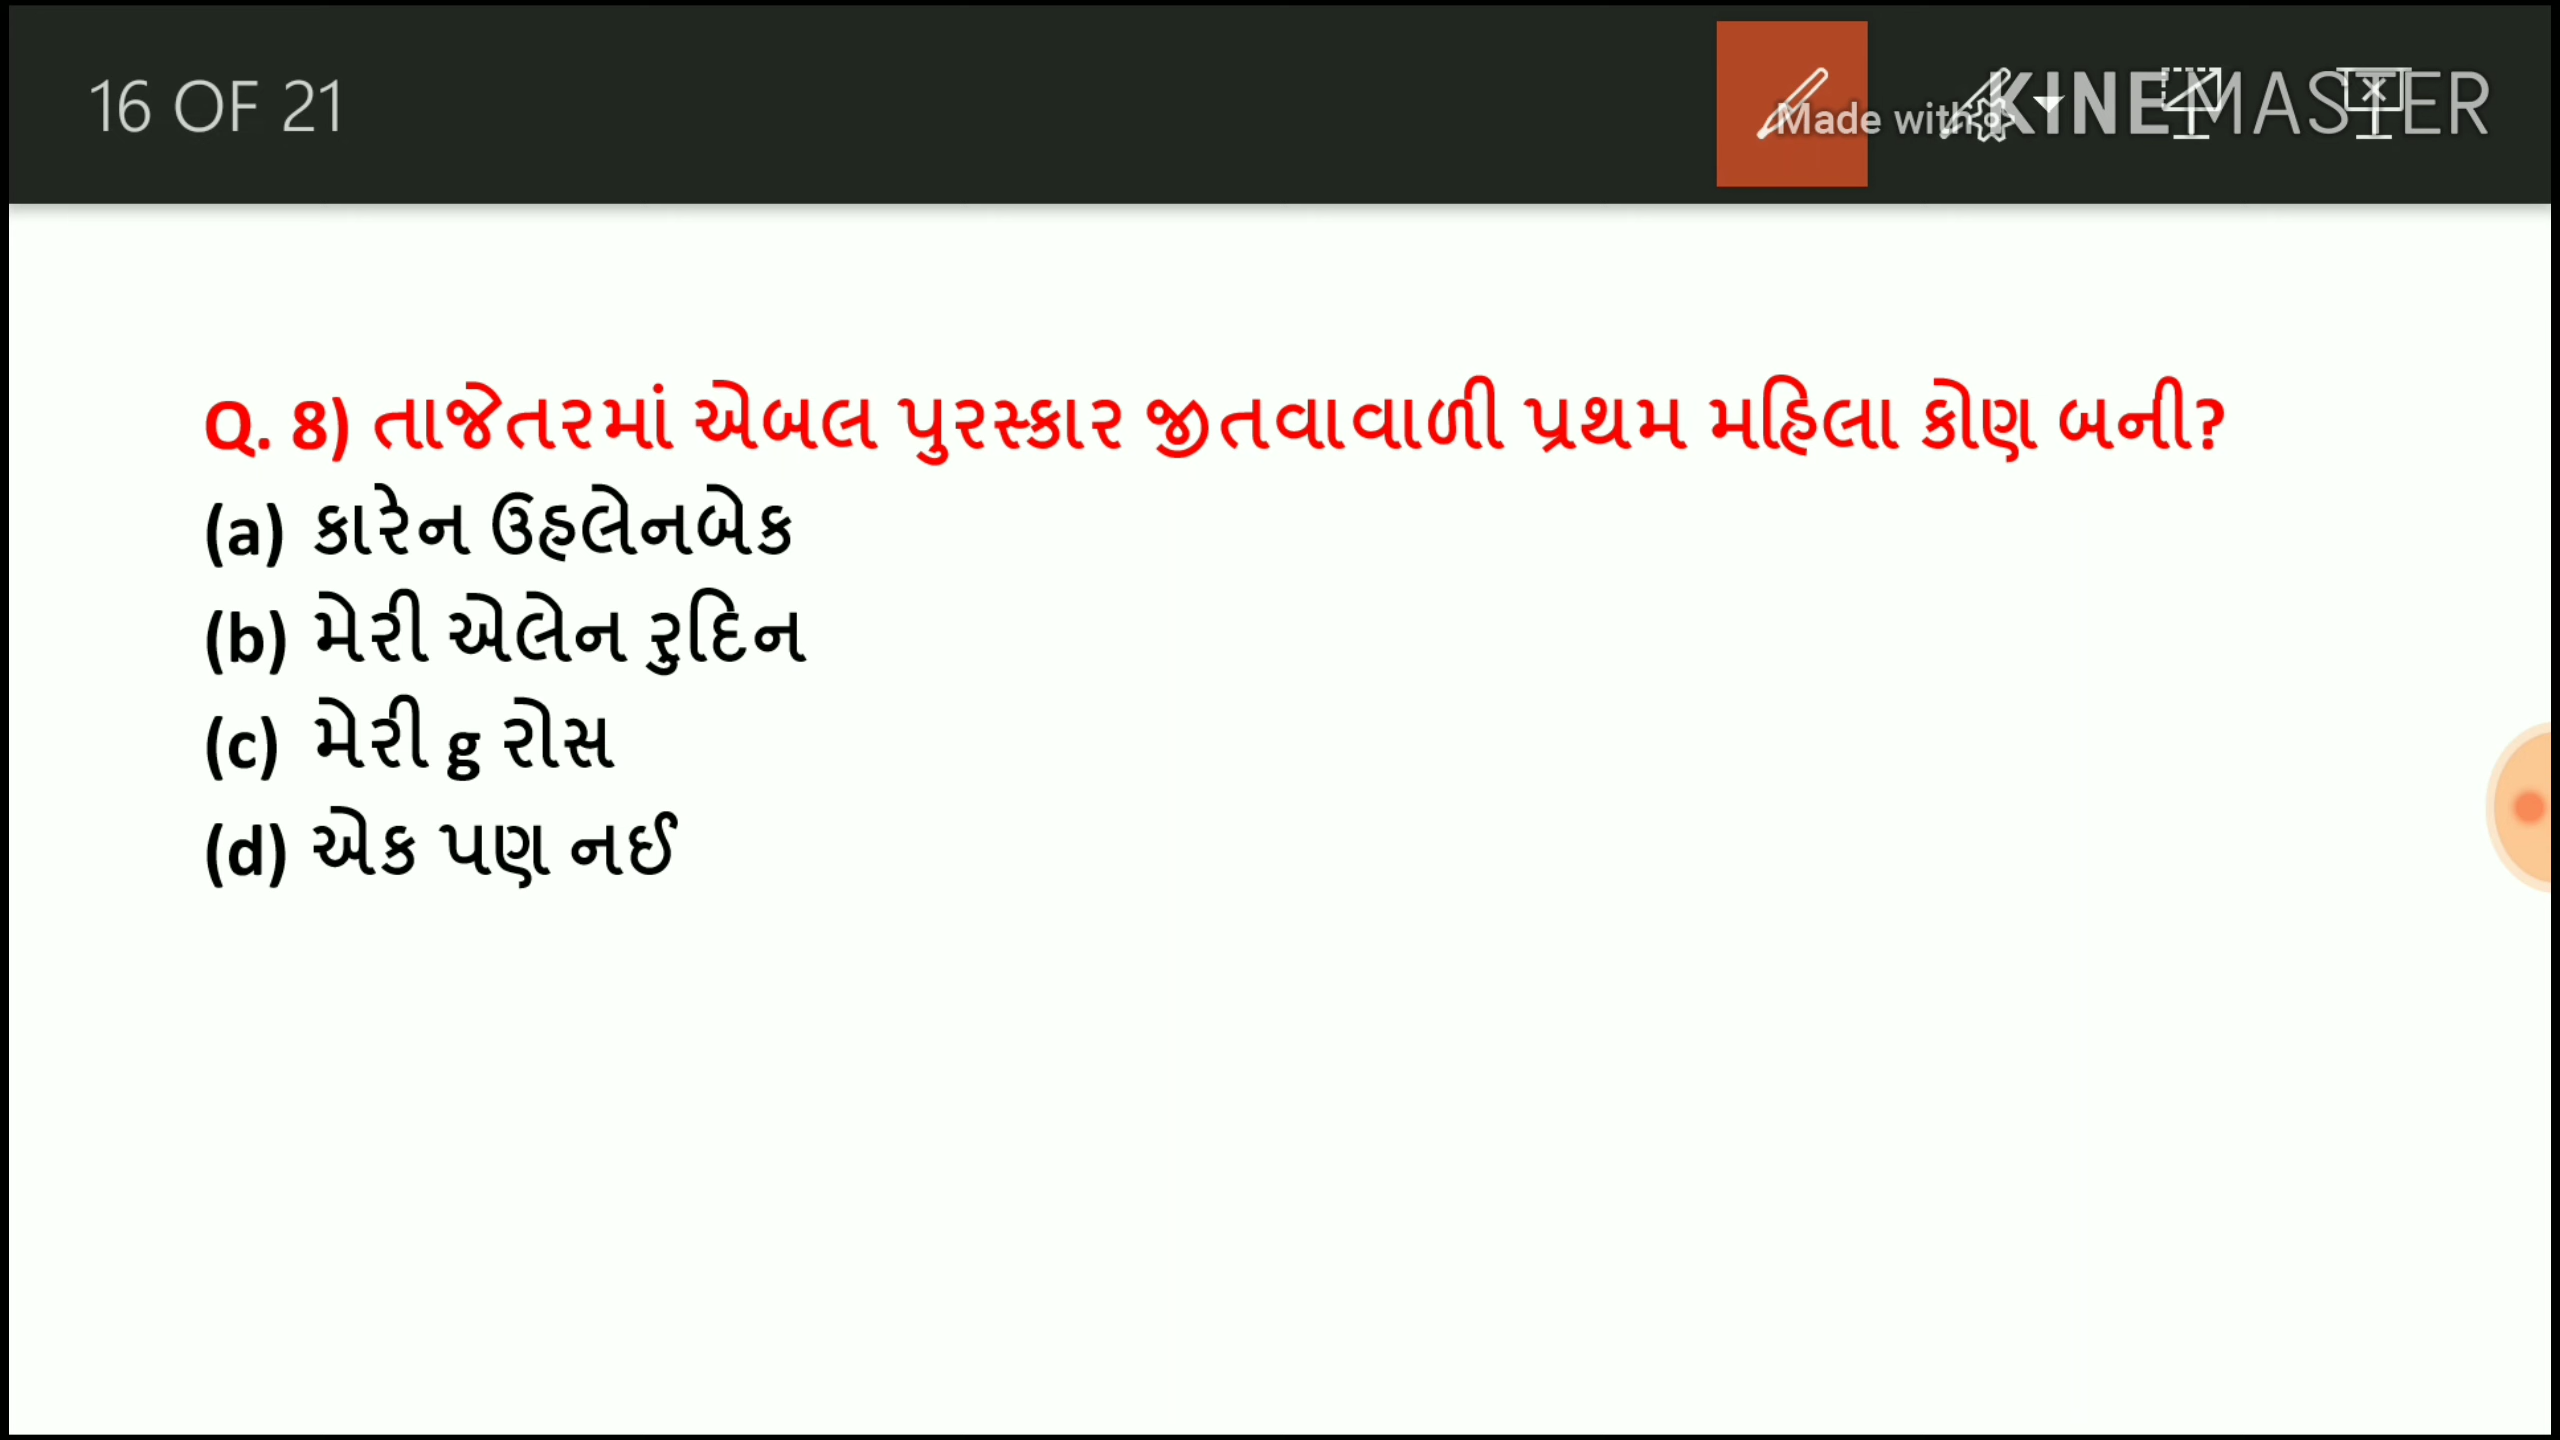 16 OF 21
Made with KINEMASTER
Q. 8) તાજેતરમાં એબલ પુરસ્કાર જીતવાવાળી પ્રથમ મહિલા કોણ બની?
(a) કારેન ઉહલેનબેક
(b) મેરી એલેન રુદિન
(c) મેરી g રોસ
(d) એક પણ નઈ